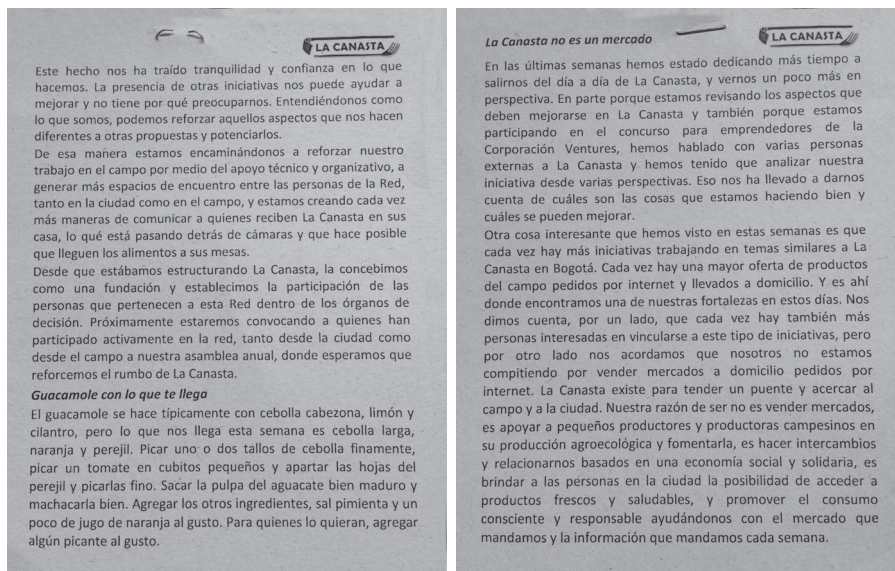 LA CANASTA
Este hecho nos ha traído tranquilidad y confianza en lo que
hacemos. La presencia de otras iniciativas nos puede ayudar a
mejorar y no tiene por qué preocuparnos. Entendiéndonos como
lo que somos, podemos reforzar aquellos aspectos que nos hacen
diferentes a otras propuestas y potenciarlos.
De esa manera estamos encaminándonos a reforzar nuestro
trabajo en el campo por medio del apoyo técnico y organizativo, a
generar más espacios de encuentro entre las personas de la Red,
tanto en la ciudad como en el campo, y estamos creando cada vez
más maneras de comunicar a quienes reciben La Canasta en sus
casa, lo qué está pasando detrás de cámaras y que hace posible
que lleguen los alimentos a sus mesas.
Desde que estábamos estructurando La Canasta, la concebimos
como una fundación y establecimos la participación de las
personas que pertenecen a esta Red dentro de los órganos de
decisión. Próximamente estaremos convocando a quienes han
participado activamente en la red, tanto desde la ciudad como
desde el campo a nuestra asamblea anual, donde esperamos que
reforcemos el rumbo de La Canasta.
Guacamole con lo que te llega
El guacamole se hace típicamente con cebolla cabezona, limón y
cilantro, pero lo que nos llega esta semana es cebolla larga,
naranja y perejil. Picar uno o dos tallos de cebolla finamente,
picar un tomate en cubitos pequeños y apartar las hojas del
perejil y picarlas fino. Sacar la pulpa del aguacate bien maduro y
machacarla bien. Agregar los otros ingredientes, sal pimienta y un
poco de jugo de naranja al gusto. Para quienes lo quieran, agregar
algún picante al gusto.
LA CANASTA
La Canasta no es un mercado
En las últimas semanas hemos estado dedicando más tiempo a
salirnos del día a día de La Canasta, y vernos un poco más en
perspectiva. En parte porque estamos revisando los aspectos que
deben mejorarse en La Canasta y también porque estamos
participando en el concurso para emprendedores de la
Corporación Ventures, hemos hablado con varias personas
externas a La Canasta y hemos tenido que analizar nuestra
iniciativa desde varias perspectivas. Eso nos ha llevado a darnos
cuenta de cuáles son las cosas que estamos haciendo bien y
cuáles se pueden mejorar.
Otra cosa interesante que hemos visto en estas semanas es que
cada vez hay más iniciativas trabajando en temas similares a La
Canasta en Bogotá. Cada vez hay una mayor oferta de productos
del campo pedidos por internet y llevados a domicilio. Y es ahí
donde encontramos una de nuestras fortalezas en estos días. Nos
dimos cuenta, por un lado, que cada vez hay también más
personas interesadas en vincularse a este tipo de iniciativas, pero
por otro lado nos acordamos que nosotros no estamos
compitiendo por vender mercados a domicilio pedidos por
internet. La Canasta existe para tender un puente y acercar al
campo y a la ciudad. Nuestra razón de ser no es vender mercados,
es apoyar a pequeños productores y productoras campesinos en
su producción agroecológica y fomentarla, es hacer intercambios
y relacionarnos basados en una economía social y solidaria, es
brindar a las personas en la ciudad la posibilidad de acceder a
productos frescos y saludables, y promover el consumo
consciente y responsable ayudándonos con el mercado que
mandamos y la información que mandamos cada semana.